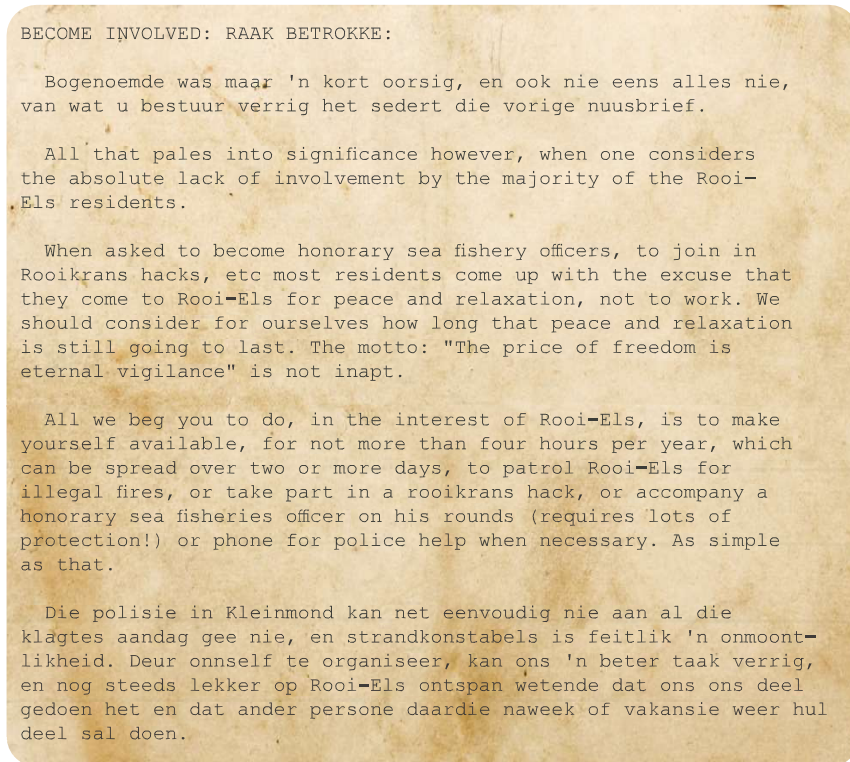 BECOME INVOLVED: RAAK BETROKKE:
Bogenoemde was maar 'n kort oorsig, en ook nie eens alles nie,
van wat u bestuur verrig het sedert die vorige nuusbrief.
All that pales into significance however, when one considers
the absolute lack of involvement by the majority of the Rooi-
Els residents.
When asked to become honorary sea fishery officers, to join in
Rooikrans hacks, etc most residents come up with the excuse that
they come to Rooi-Els for peace and relaxation, not to work. We
should consider for ourselves how long that peace and relaxation
is still going to last. The motto: "The price of freedom is
eternal vigilance" is not inapt.
All we beg you to do, in the interest of Rooi-Els, is to make
yourself available, for not more than four hours per year, which
can be spread over two or more days, to patrol Rooi-Els for
illegal fires, or take part in a rooikrans hack, or accompany a
honorary sea fisheries officer on his rounds (requires lots of
protection!) or phone for police help when necessary. As simple
as that.
Die polisie in Kleinmond kan net eenvoudig nie aan al die
klagtes aandag gee nie, en strandkonstabels is feitlik 'n onmoont-
likheid. Deur onnself te organiseer, kan ons 'n beter taak verrig,
en nog steeds lekker op Rooi-Els ontspan wetende dat ons ons deel
gedoen het en dat ander persone daardie naweek of vakansie weer hul
deel sal doen.